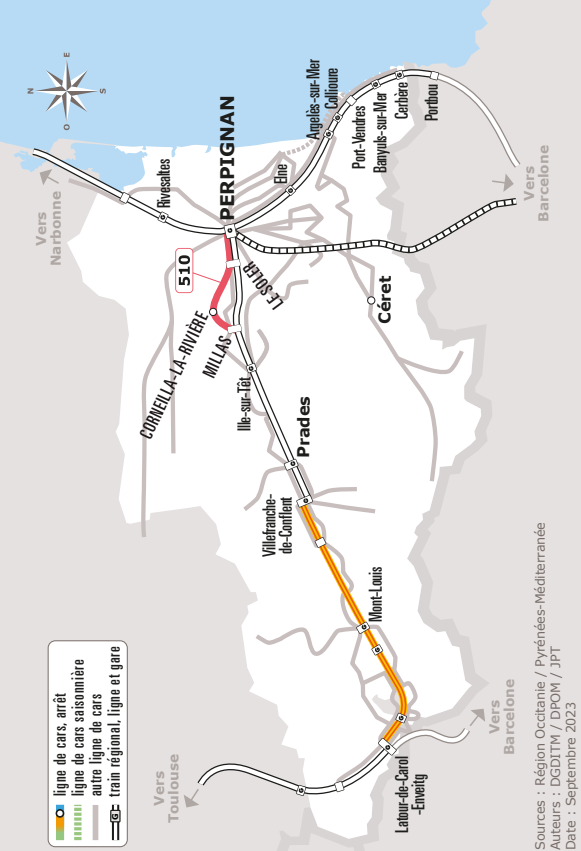 N
E
S
O
Vers
Narbonne
Rivesaltes
PERPIGNAN
510
LE SOLER
CORNEILLA-LA-RIVIÈRE
MILLAS
Ille-sur-Têt
Elne
Argelès-sur-Mer
Collioure
Port-Vendres
Banyuls-sur-Mer
Cerbère
Portbou
Vers
Barcelone
Céret
Prades
Villefranche-
de-Conflent
Mont-Louis
Latour-de-Carol
-Enveitg
Vers
Barcelone
Vers
Toulouse
ligne de cars, arrêt
ligne de cars saisonnière
autre ligne de cars
G train régional, ligne et gare
Sources : Région Occitanie / Pyrénées-Méditerranée
Auteurs : DGDITM / DPOM / JPT
Date : Septembre 2023